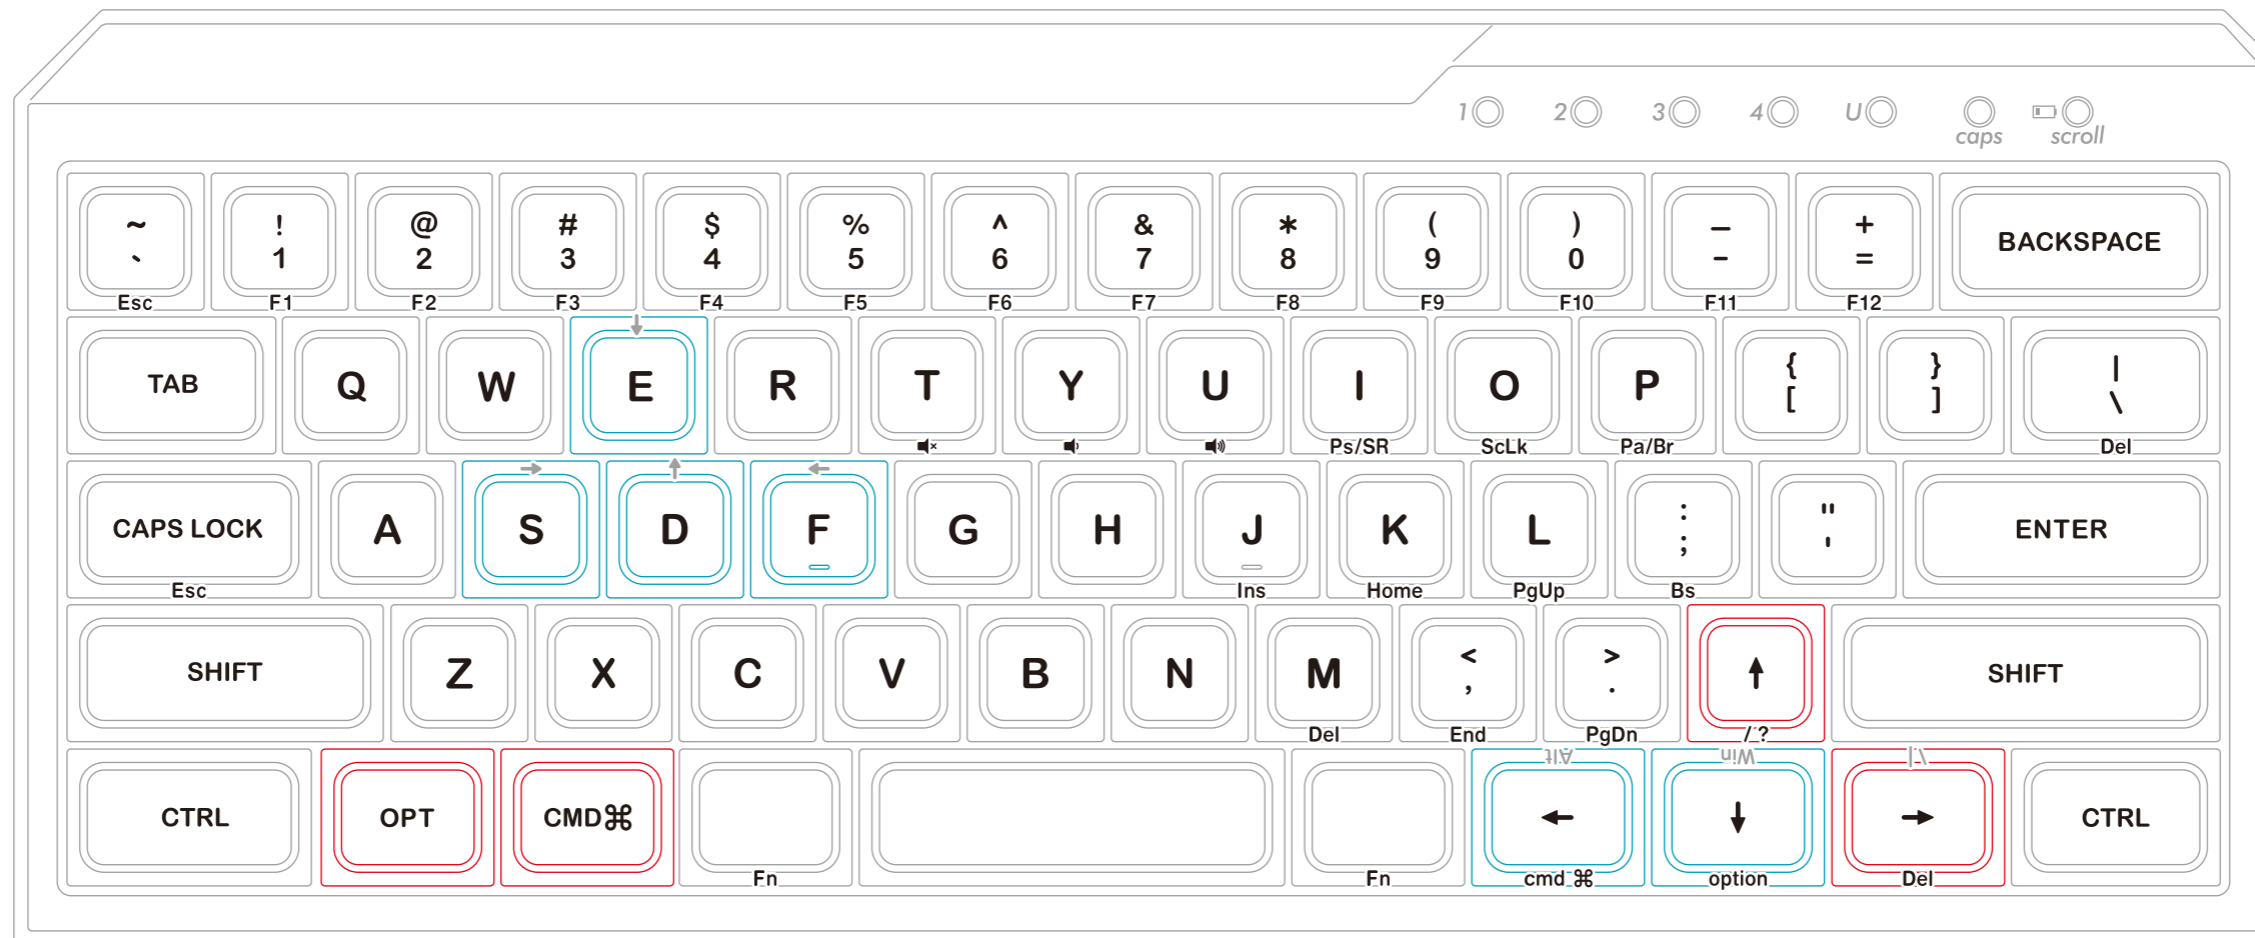 1 2 3 4 U caps scroll
~ ` Esc
! 1 F1
@ 2 F2
# 3 F3
$ 4 F4
% 5 F5
^ 6 F6
& 7 F7
* 8 F8
( 9 F9
) 0 F10
_ - F11
+ = F12
BACKSPACE
TAB
Q
W
E ↓
R
T
Y
U
I Ps/SR
O ScLk
P Pa/Br
{ [
} ]
| \ Del
CAPS LOCK Esc
A
S →
D ↑
F ←
G
H
J Ins
K Home
L PgUp
: ; Bs
" '
ENTER
SHIFT
Z
X
C
V
B
N
M Del
< , End
> . PgDn
↑ / ?
SHIFT
CTRL
OPT
CMD⌘
Fn
Fn
Alt ← cmd ⌘
Win ↓ option
\| → Del
CTRL